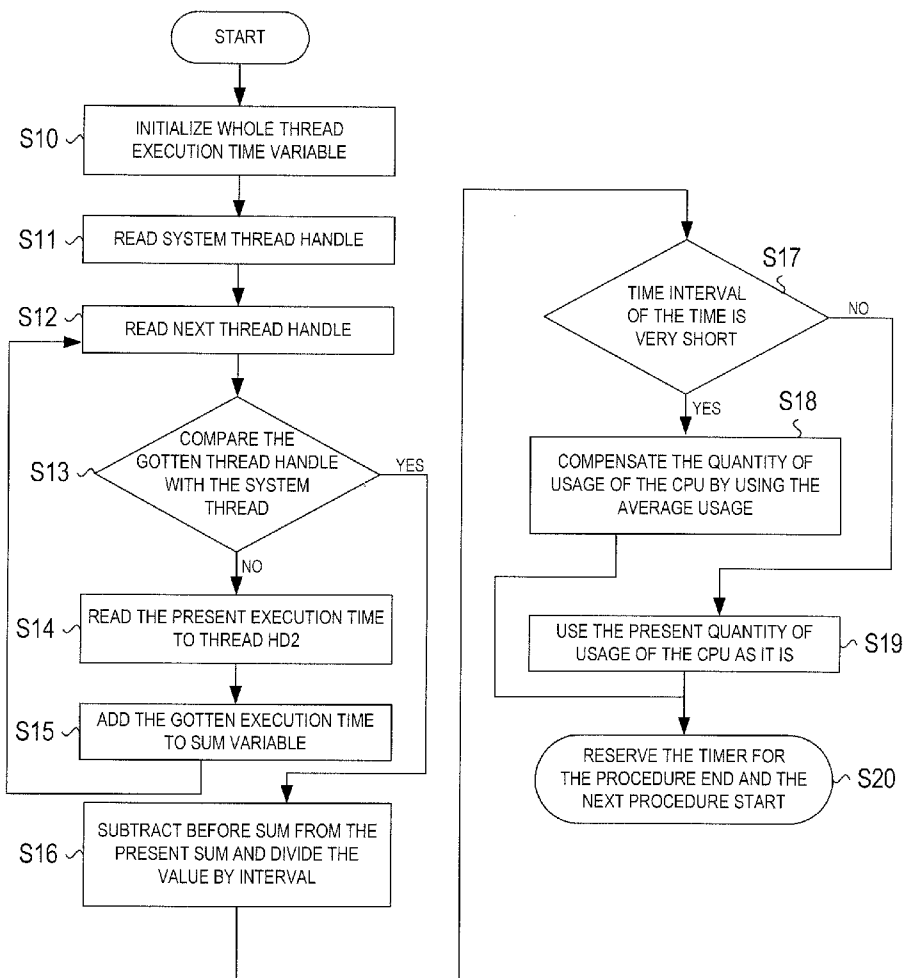 START
S10
INITIALIZE WHOLE THREAD
EXECUTION TIME VARIABLE
S11
READ SYSTEM THREAD HANDLE
S12
READ NEXT THREAD HANDLE
S13
COMPARE THE
GOTTEN THREAD HANDLE
WITH THE SYSTEM
THREAD
YES
NO
S14
READ THE PRESENT EXECUTION TIME
TO THREAD HD2
S15
ADD THE GOTTEN EXECUTION TIME
TO SUM VARIABLE
S16
SUBTRACT BEFORE SUM FROM THE
PRESENT SUM AND DIVIDE THE
VALUE BY INTERVAL
S17
TIME INTERVAL
OF THE TIME IS
VERY SHORT
NO
YES
S18
COMPENSATE THE QUANTITY OF
USAGE OF THE CPU BY USING THE
AVERAGE USAGE
USE THE PRESENT QUANTITY OF
USAGE OF THE CPU AS IT IS
S19
RESERVE THE TIMER FOR
THE PROCEDURE END AND THE
NEXT PROCEDURE START
S20